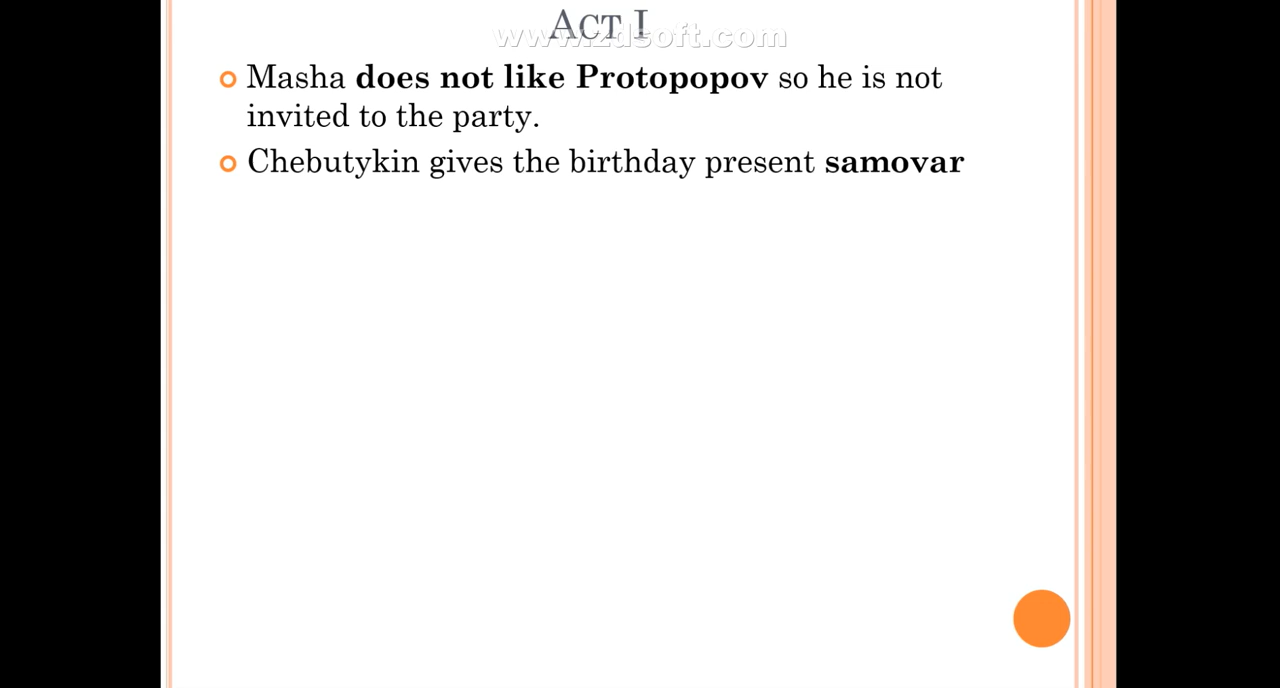 ACT I
www.zdsoft.com
Masha does not like Protopopov so he is not
invited to the party.
Chebutykin gives the birthday present samovar